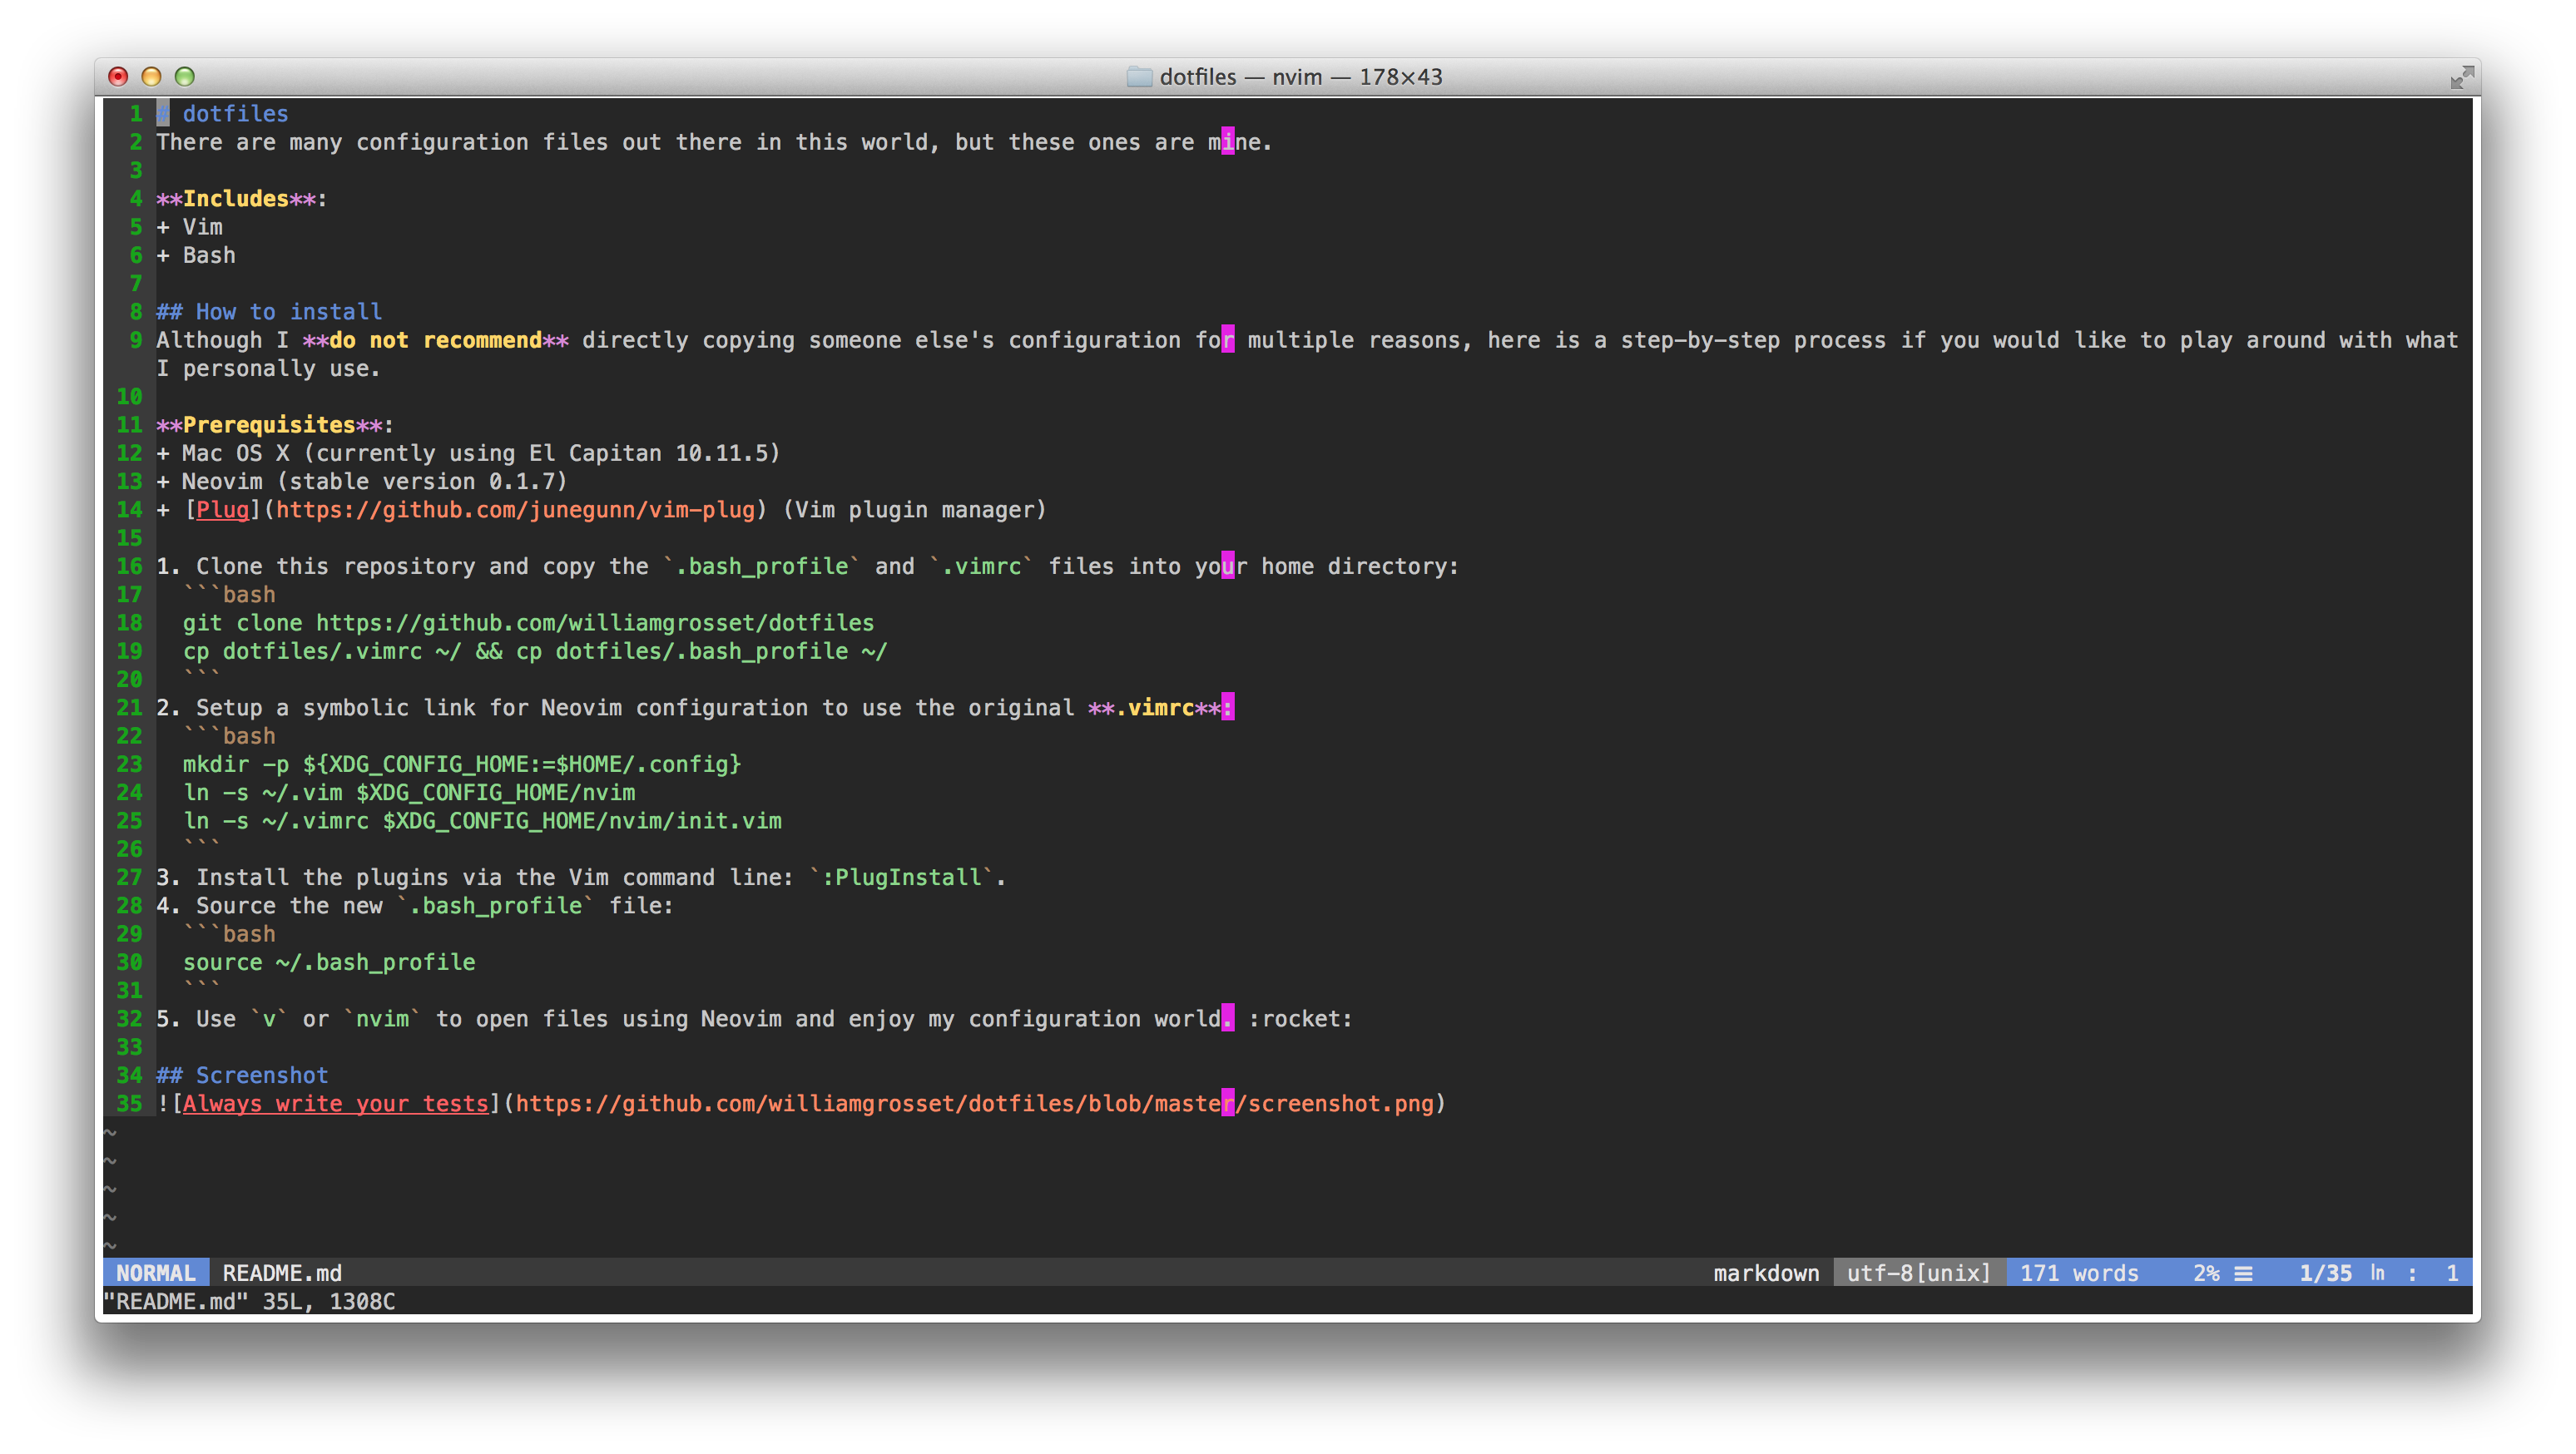 dotfiles — nvim — 178×43
1 # dotfiles
2 There are many configuration files out there in this world, but these ones are mine.
3
4 **Includes**:
5 + Vim
6 + Bash
7
8 ## How to install
9 Although I **do not recommend** directly copying someone else's configuration for multiple reasons, here is a step-by-step process if you would like to play around with what
I personally use.
10
11 **Prerequisites**:
12 + Mac OS X (currently using El Capitan 10.11.5)
13 + Neovim (stable version 0.1.7)
14 + [Plug](https://github.com/junegunn/vim-plug) (Vim plugin manager)
15
16 1. Clone this repository and copy the `.bash_profile` and `.vimrc` files into your home directory:
17   ```bash
18   git clone https://github.com/williamgrosset/dotfiles
19   cp dotfiles/.vimrc ~/ && cp dotfiles/.bash_profile ~/
20   ```
21 2. Setup a symbolic link for Neovim configuration to use the original **.vimrc**:
22   ```bash
23   mkdir -p ${XDG_CONFIG_HOME:=$HOME/.config}
24   ln -s ~/.vim $XDG_CONFIG_HOME/nvim
25   ln -s ~/.vimrc $XDG_CONFIG_HOME/nvim/init.vim
26   ```
27 3. Install the plugins via the Vim command line: `:PlugInstall`.
28 4. Source the new `.bash_profile` file:
29   ```bash
30   source ~/.bash_profile
31   ```
32 5. Use `v` or `nvim` to open files using Neovim and enjoy my configuration world. :rocket:
33
34 ## Screenshot
35 ![Always write your tests](https://github.com/williamgrosset/dotfiles/blob/master/screenshot.png)
~
~
~
~
~
NORMAL README.md markdown utf-8[unix] 171 words 2% ☰ 1/35 ㏑ : 1
"README.md" 35L, 1308C